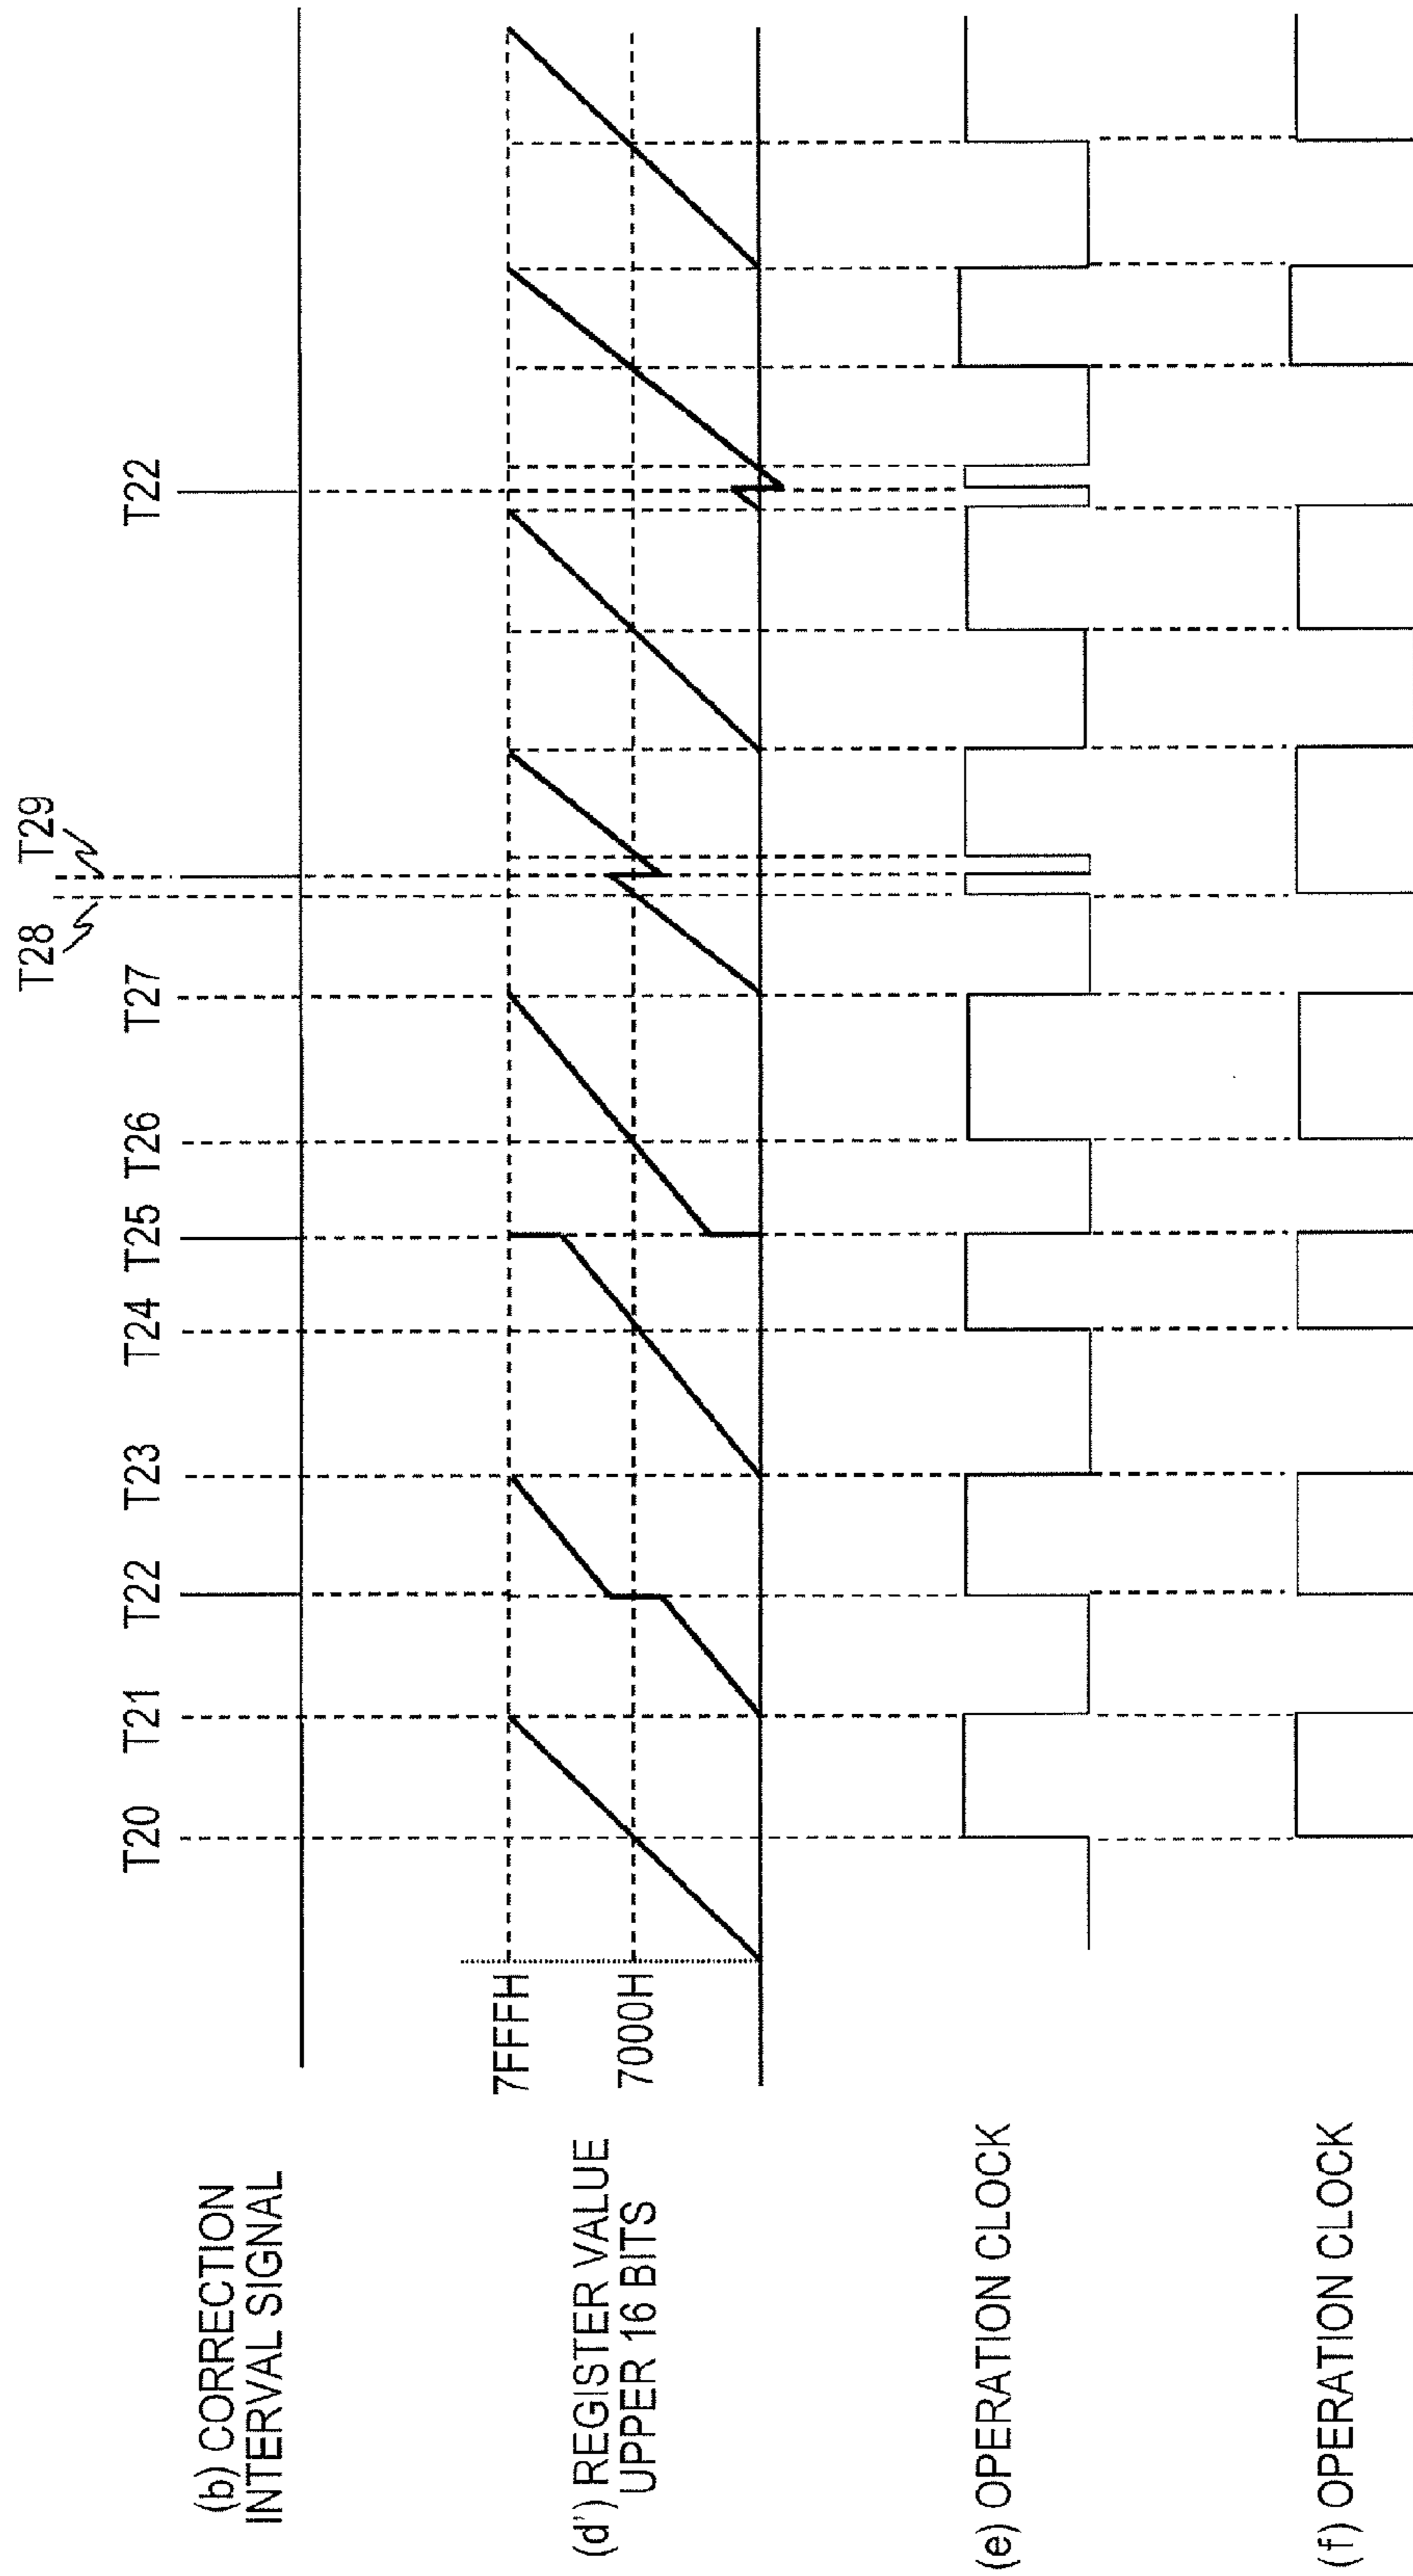 T28 T29
T20 T21 T22 T23 T24 T25 T26 T27 T22
(b) CORRECTION
INTERVAL SIGNAL
7FFFH
7000H
(d') REGISTER VALUE
UPPER 16 BITS
(e) OPERATION CLOCK
(f) OPERATION CLOCK